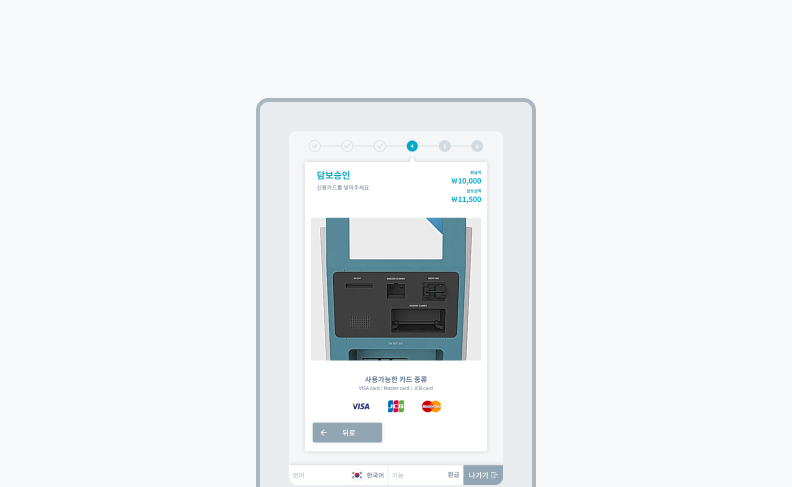 4
5
6
담보승인
신용카드를 넣어주세요
환급액
₩10,000
담보금액
₩11,500
사용가능한 카드 종류
VISA card / Master card / JCB card
VISA
JCB
MasterCard
뒤로
언어
한국어
기능
환급
나가기